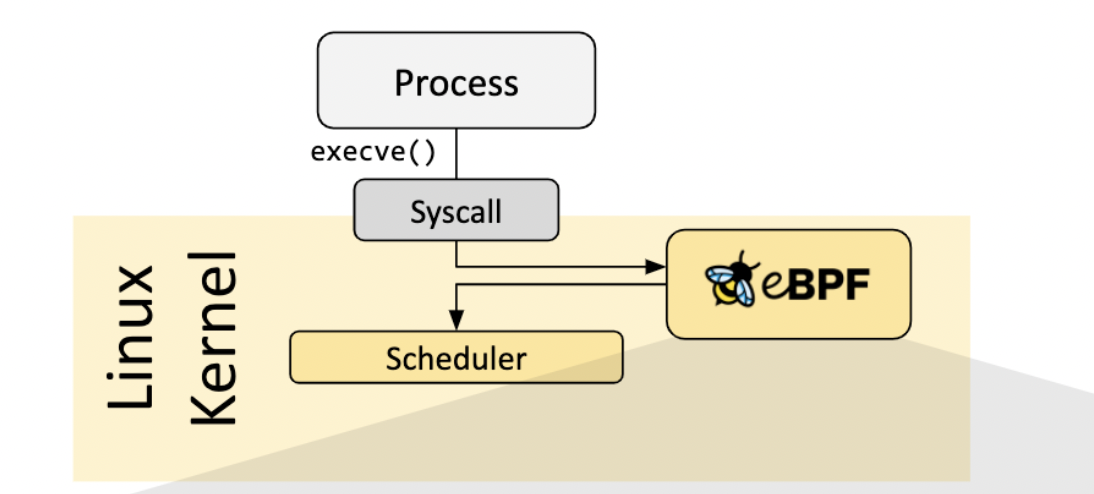 Process
execve()
Syscall
Linux
Kernel
eBPF
Scheduler